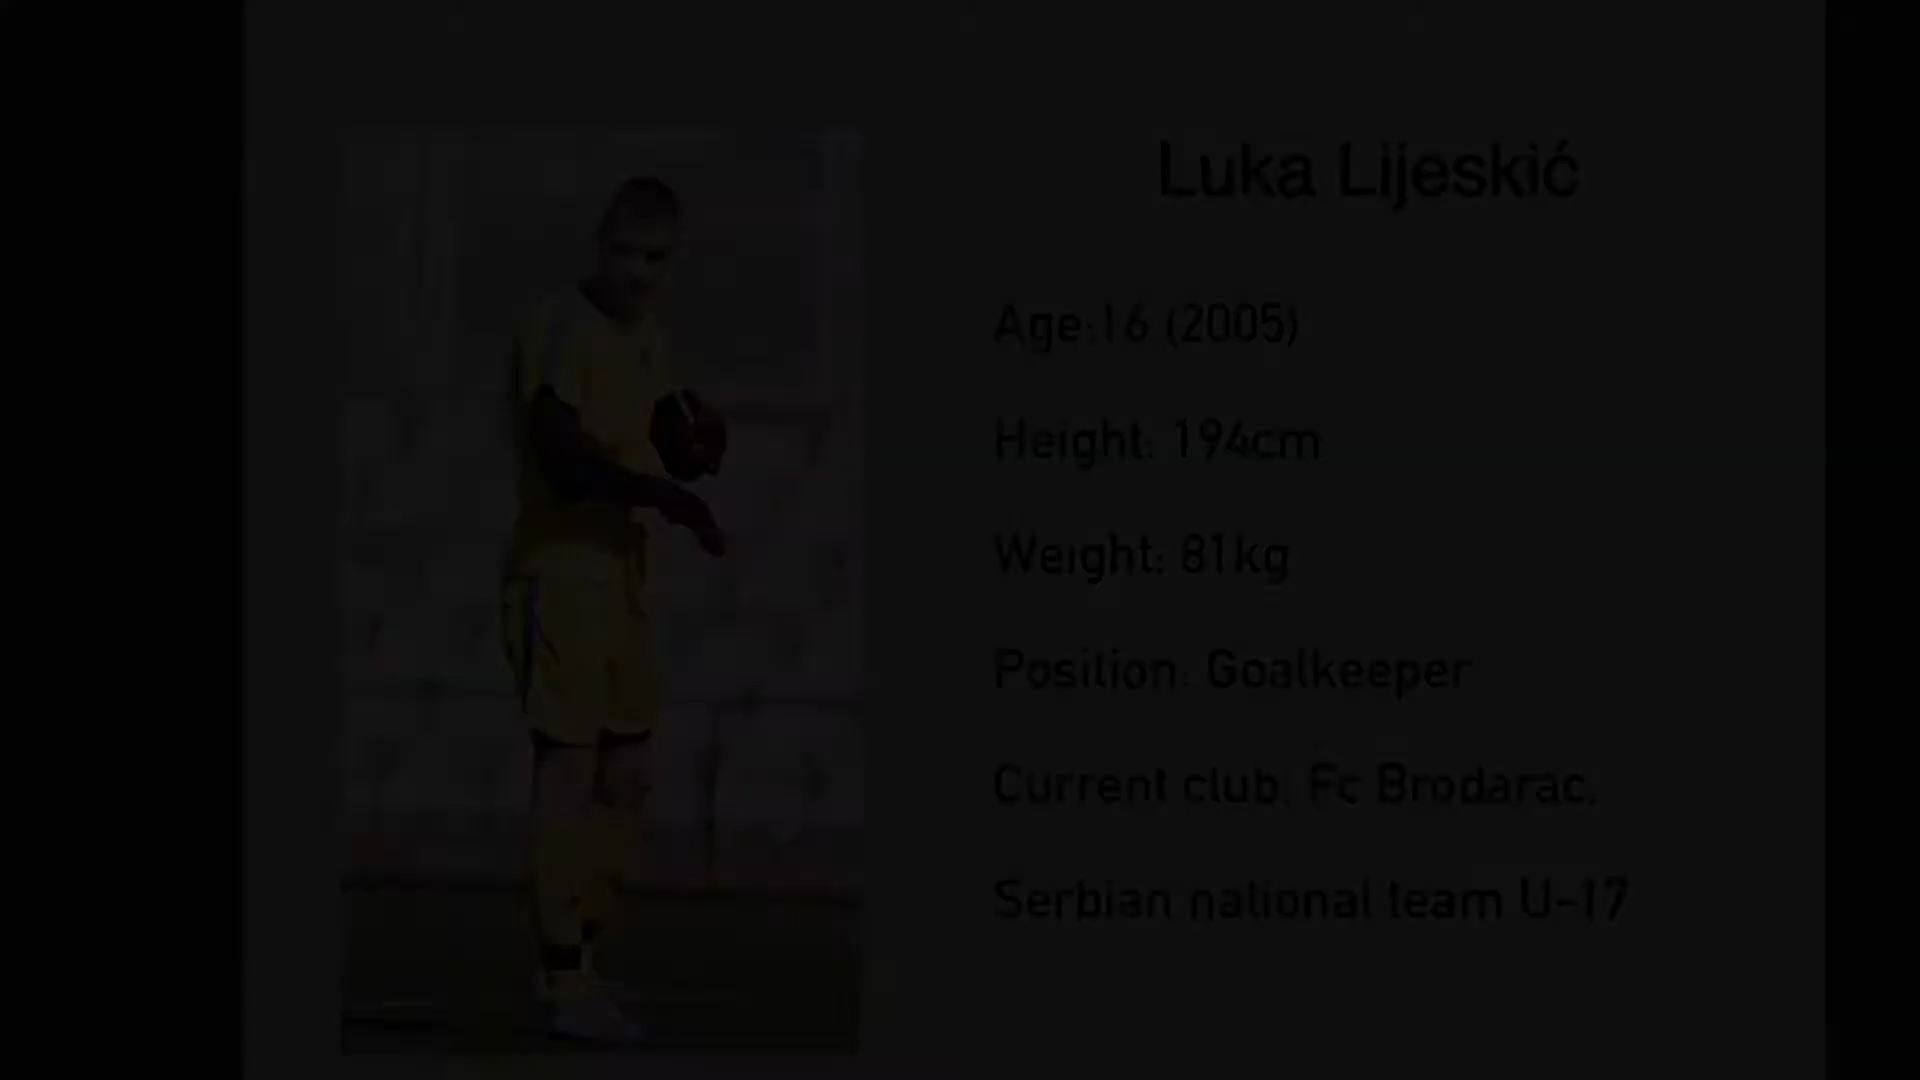 Luka Lijeskić
Age:16 (2005)
Height: 194cm
Weight: 81kg
Position: Goalkeeper
Current club: Fc Brodarac,
Serbian national team U-17